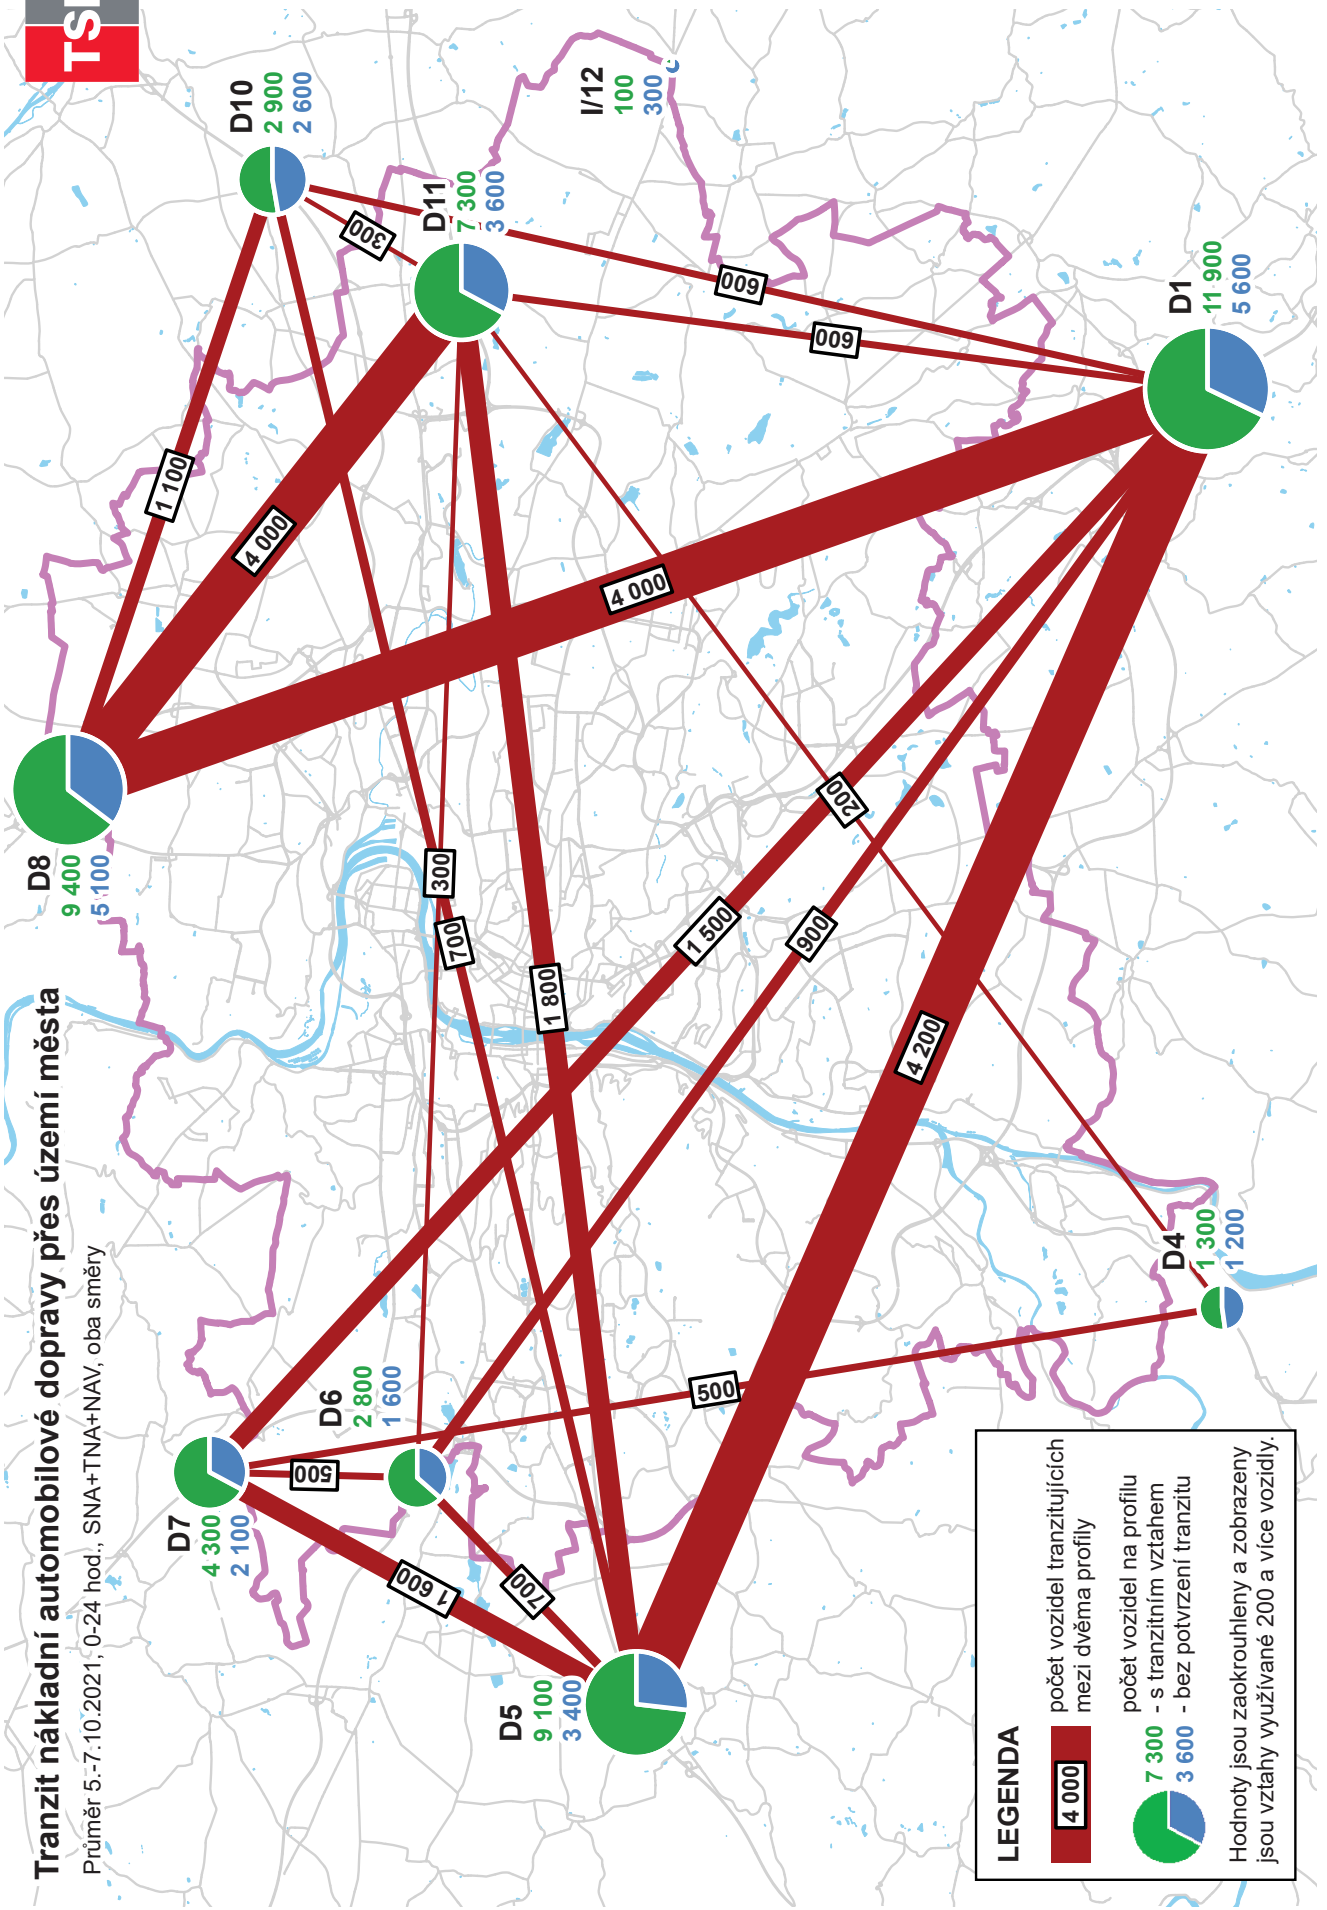 Tranzit nákladní automobilové dopravy přes území města
Průměr 5.-7.10.2021, 0-24 hod., SNA+TNA+NAV, oba směry
D8
9 400
5 100
D10
2 900
2 600
D11
7 300
3 600
I/12
100
300
D1
11 900
5 600
D7
4 300
2 100
D6
2 800
1 600
D5
9 100
3 400
D4
1 300
1 200
1 100
4 000
300
600
600
4 000
300
700
1 800
1 500
200
900
4 200
500
500
1 600
700
LEGENDA
4 000
počet vozidel tranzitujících
mezi dvěma profily
počet vozidel na profilu
7 300 - s tranzitním vztahem
3 600 - bez potvrzení tranzitu
Hodnoty jsou zaokrouhleny a zobrazeny
jsou vztahy využívané 200 a více vozidly.